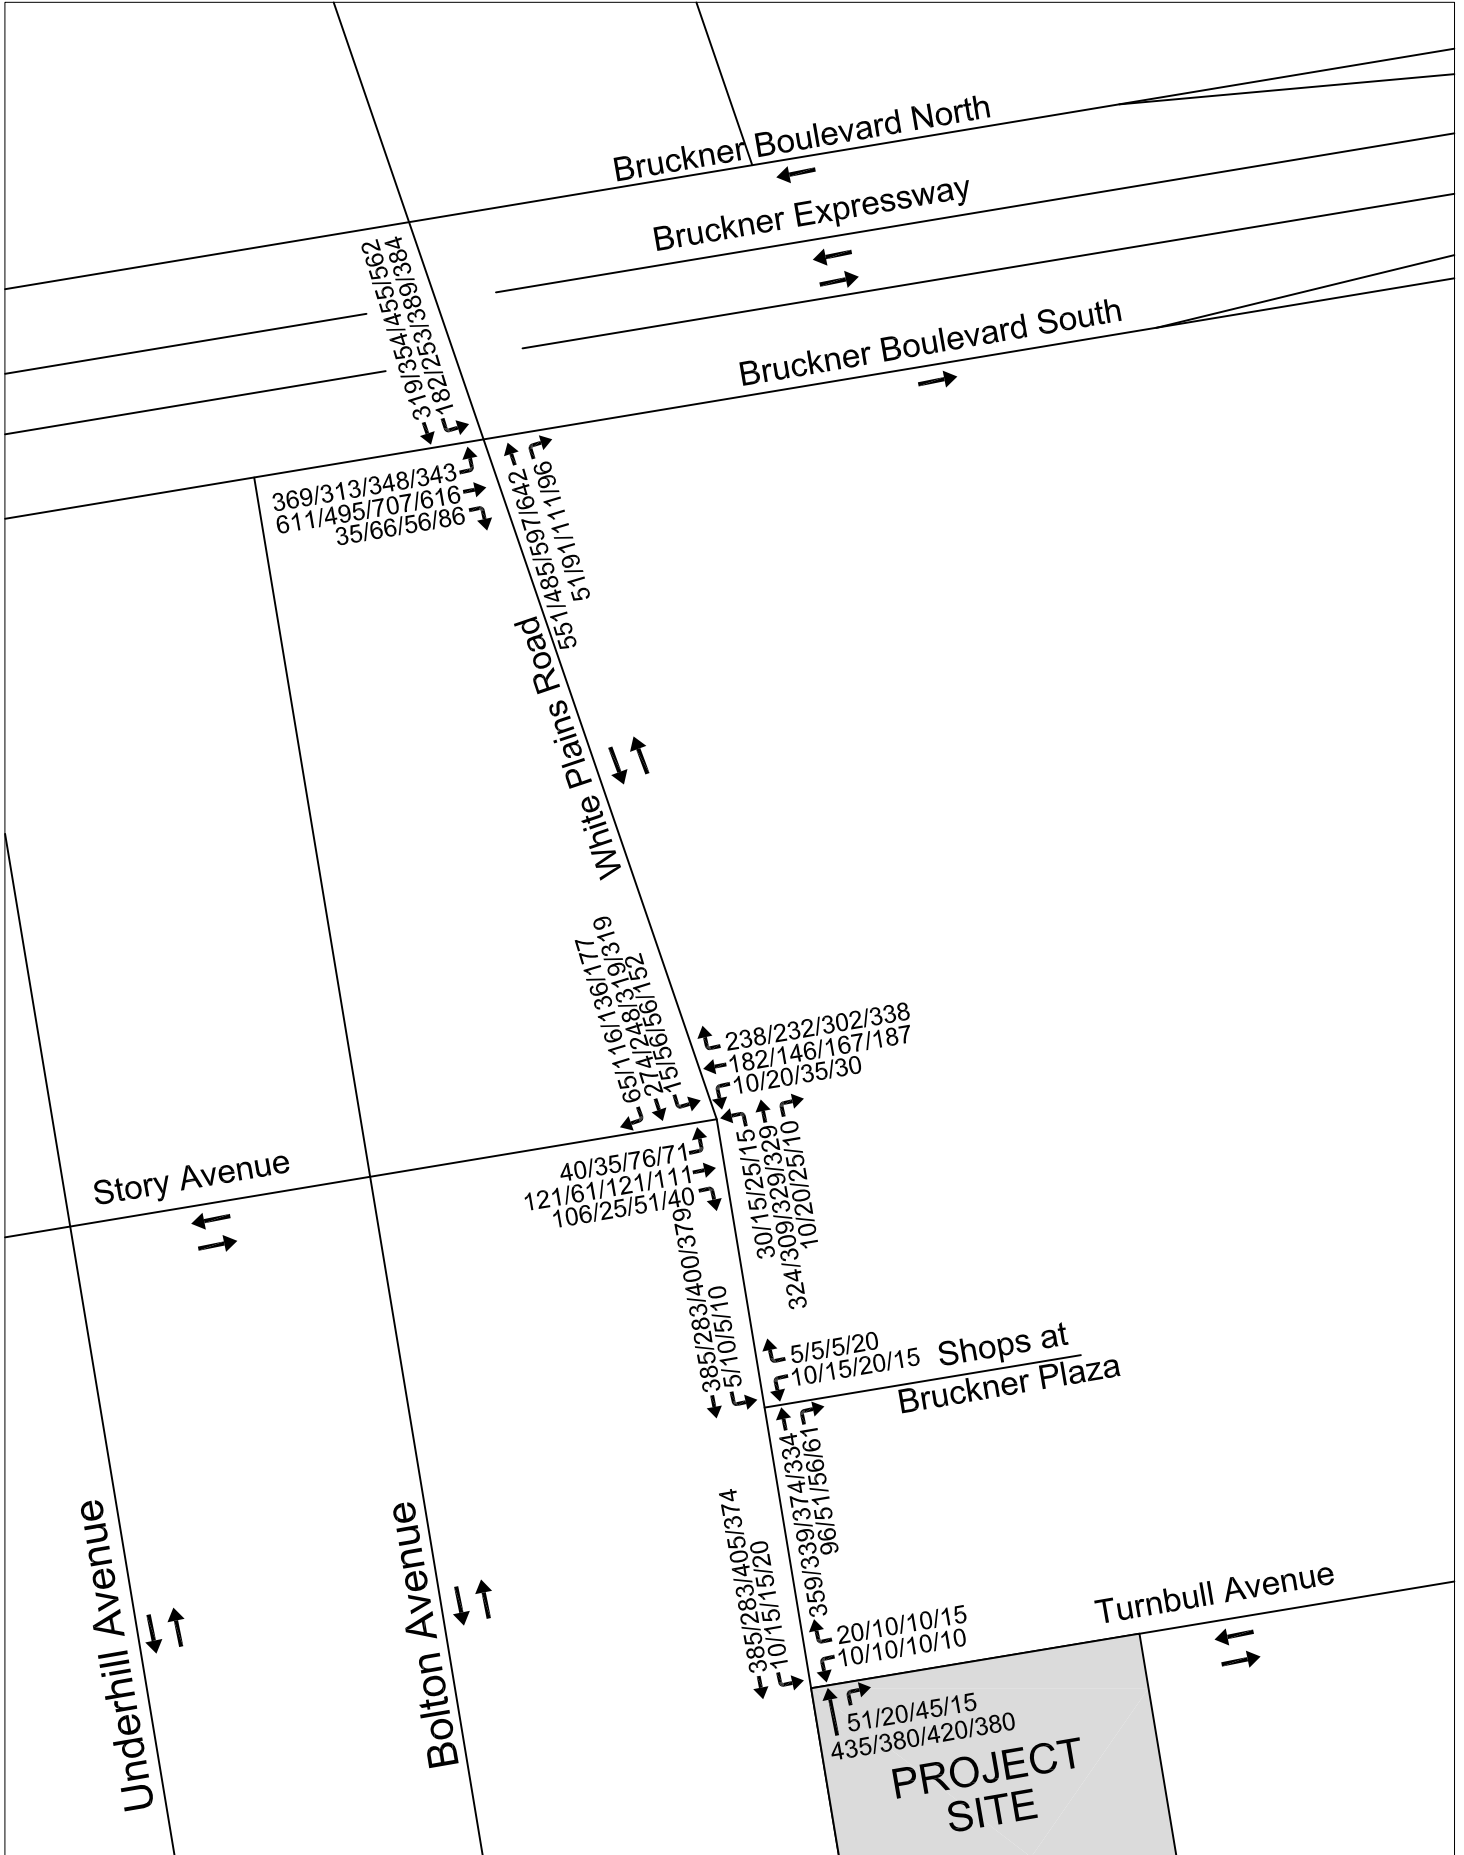 Bruckner Boulevard North
Bruckner Expressway
Bruckner Boulevard South
319/354/455/562
182/253/389/384
369/313/348/343
611/495/707/616
35/66/56/86
551/485/597/642
51/91/111/96
White Plains Road
65/116/136/177
274/248/319/319
15/56/56/152
238/232/302/338
182/146/167/187
10/20/35/30
Story Avenue
40/35/76/71
121/61/121/111
106/25/51/40
30/15/25/15
324/309/329/329
10/20/25/10
385/283/400/379
5/10/5/10
5/5/5/20
10/15/20/15
Shops at
Bruckner Plaza
359/339/374/334
96/51/56/61
385/283/405/374
10/15/15/20
Underhill Avenue
Bolton Avenue
Turnbull Avenue
20/10/10/15
10/10/10/10
51/20/45/15
435/380/420/380
PROJECT
SITE